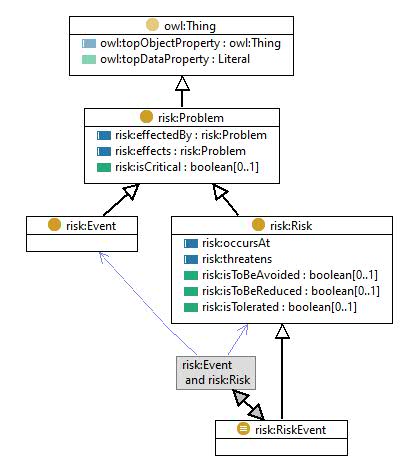 owl:Thing
owl:topObjectProperty : owl:Thing
owl:topDataProperty : Literal
risk:Problem
risk:effectedBy : risk:Problem
risk:effects : risk:Problem
risk:isCritical : boolean[0..1]
risk:Event
risk:Risk
risk:occursAt
risk:threatens
risk:isToBeAvoided : boolean[0..1]
risk:isToBeReduced : boolean[0..1]
risk:isTolerated : boolean[0..1]
risk:Event
and risk:Risk
risk:RiskEvent